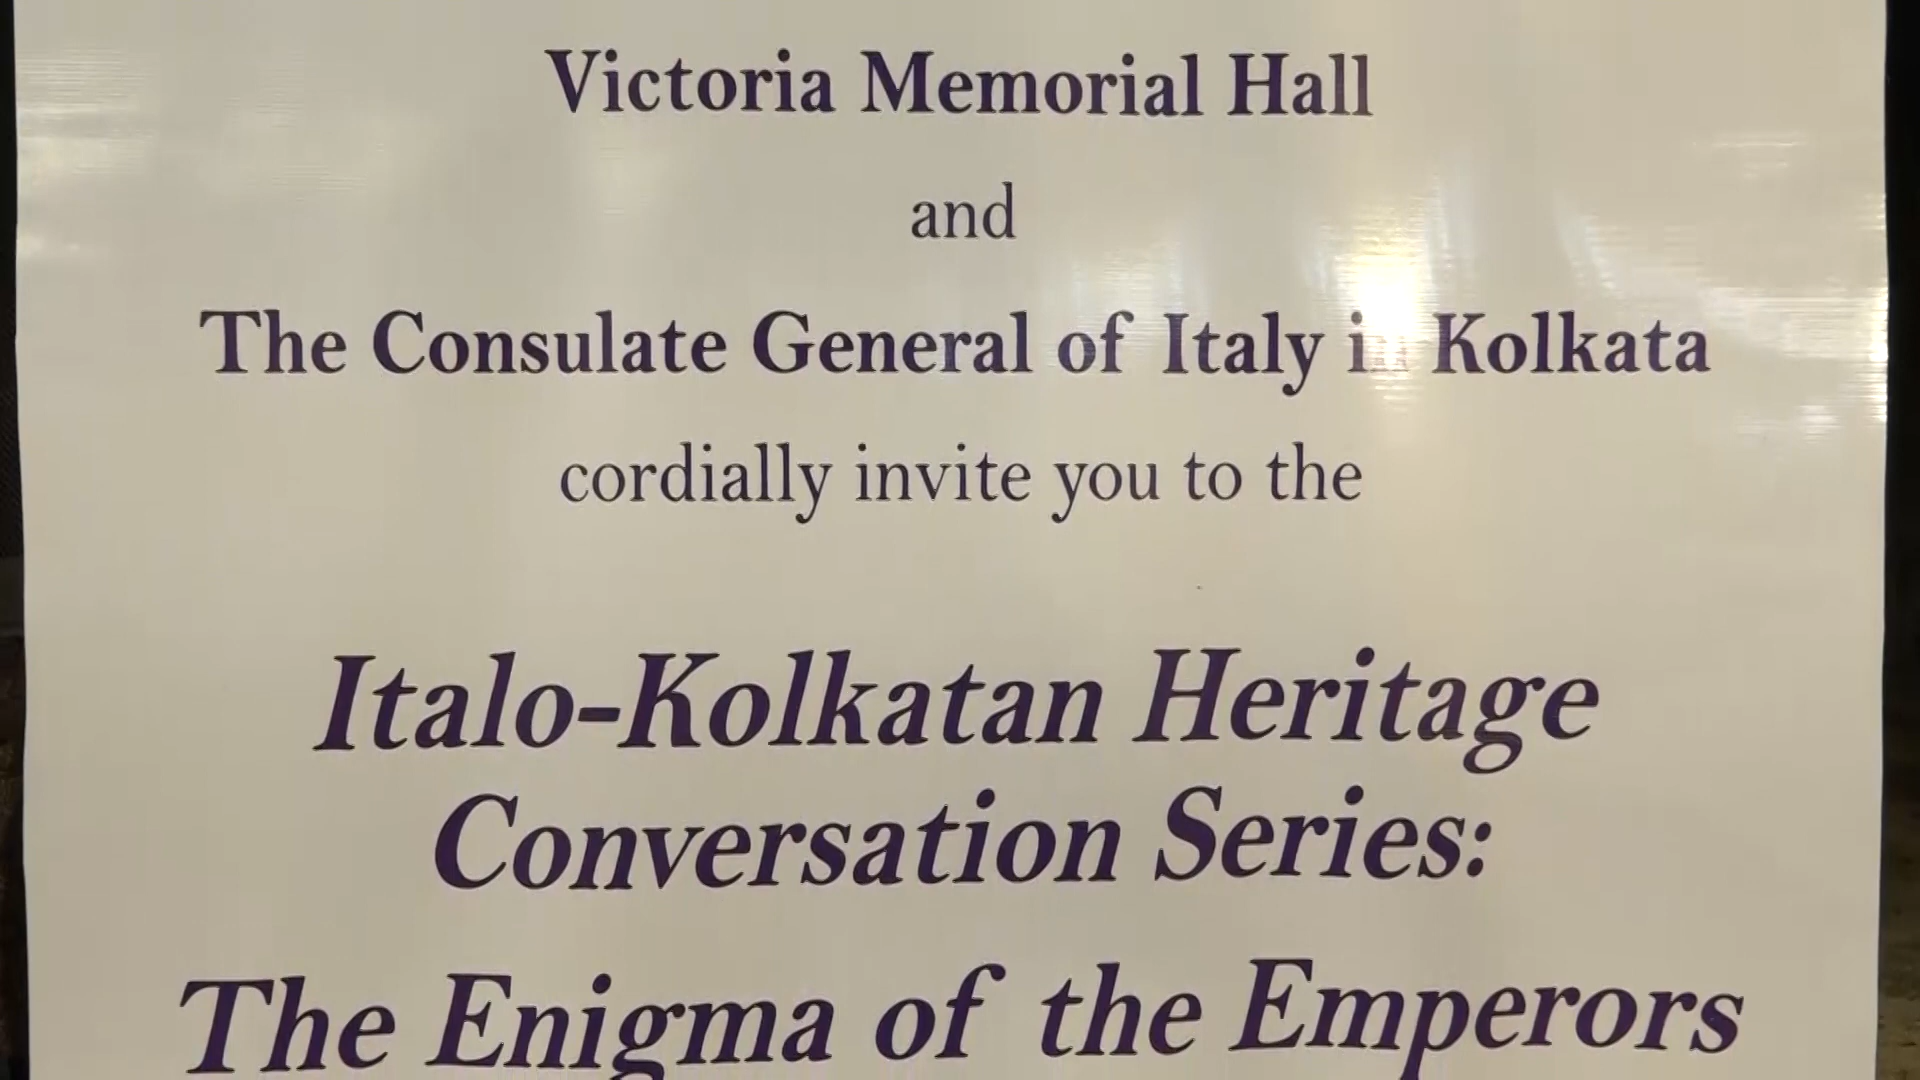 Victoria Memorial Hall
and
The Consulate General of Italy in Kolkata
cordially invite you to the
Italo-Kolkatan Heritage
Conversation Series:
The Enigma of the Emperors